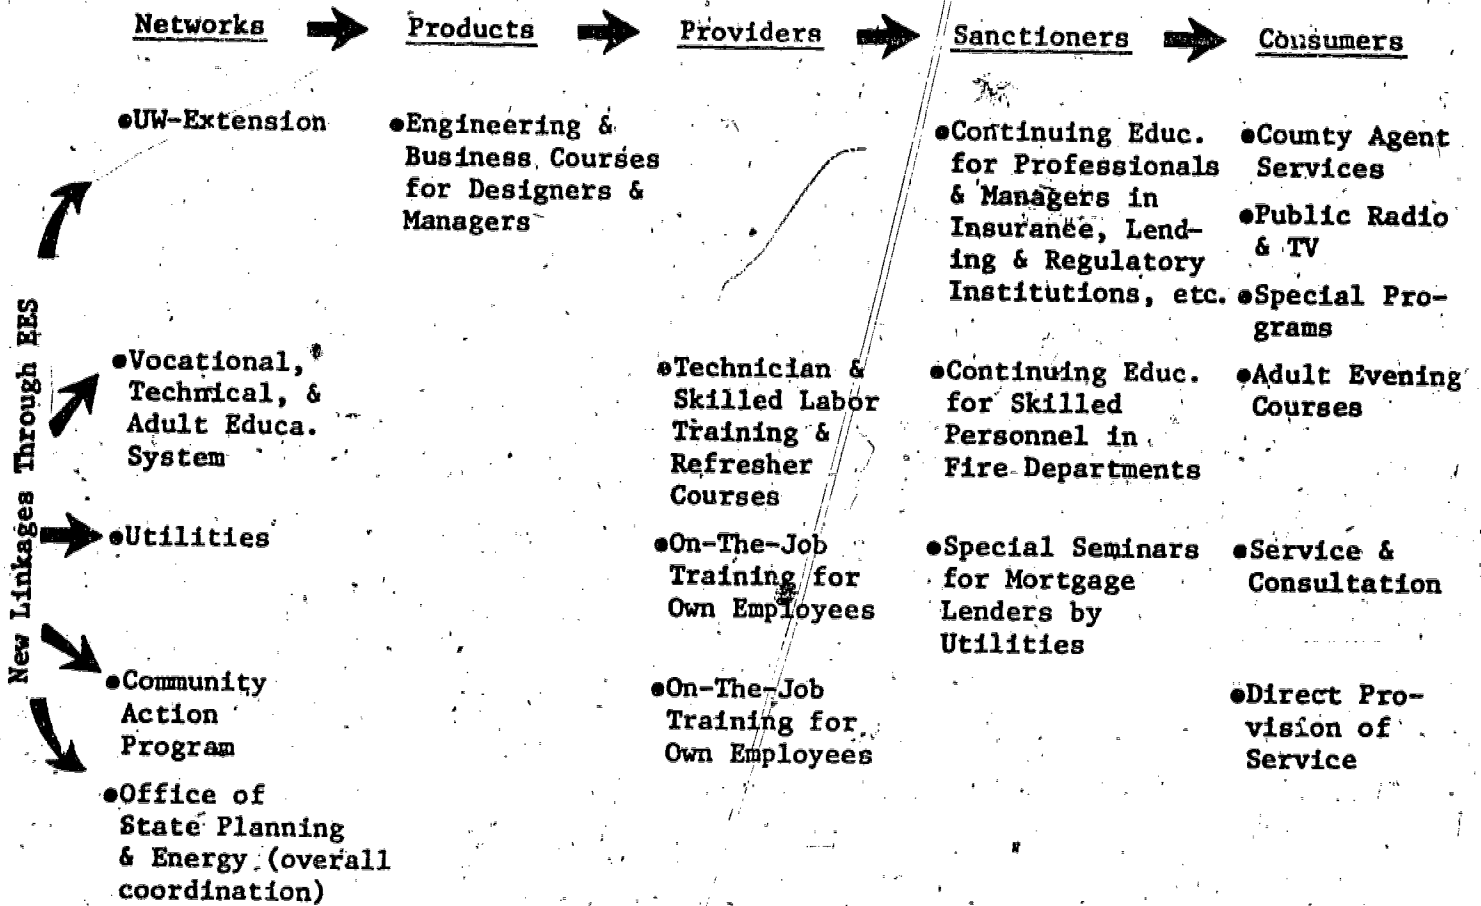 Networks Products Providers Sanctioners Consumers
New Linkages Through EES
•UW-Extension
•Engineering &
Business Courses
for Designers &
Managers
•Continuing Educ.
for Professionals
& Managers in
Insurance, Lend-
ing & Regulatory
Institutions, etc.
•County Agent
Services
•Public Radio
& TV
•Special Pro-
grams
•Vocational,
Technical, &
Adult Educa.
System
•Technician &
Skilled Labor
Training &
Refresher
Courses
•Continuing Educ.
for Skilled
Personnel in
Fire Departments
•Adult Evening
Courses
•Utilities
•On-The-Job
Training for
Own Employees
•Special Seminars
for Mortgage
Lenders by
Utilities
•Service &
Consultation
•Community
Action
Program
•On-The-Job
Training for
Own Employees
•Direct Pro-
vision of
Service
•Office of
State Planning
& Energy (overall
coordination)